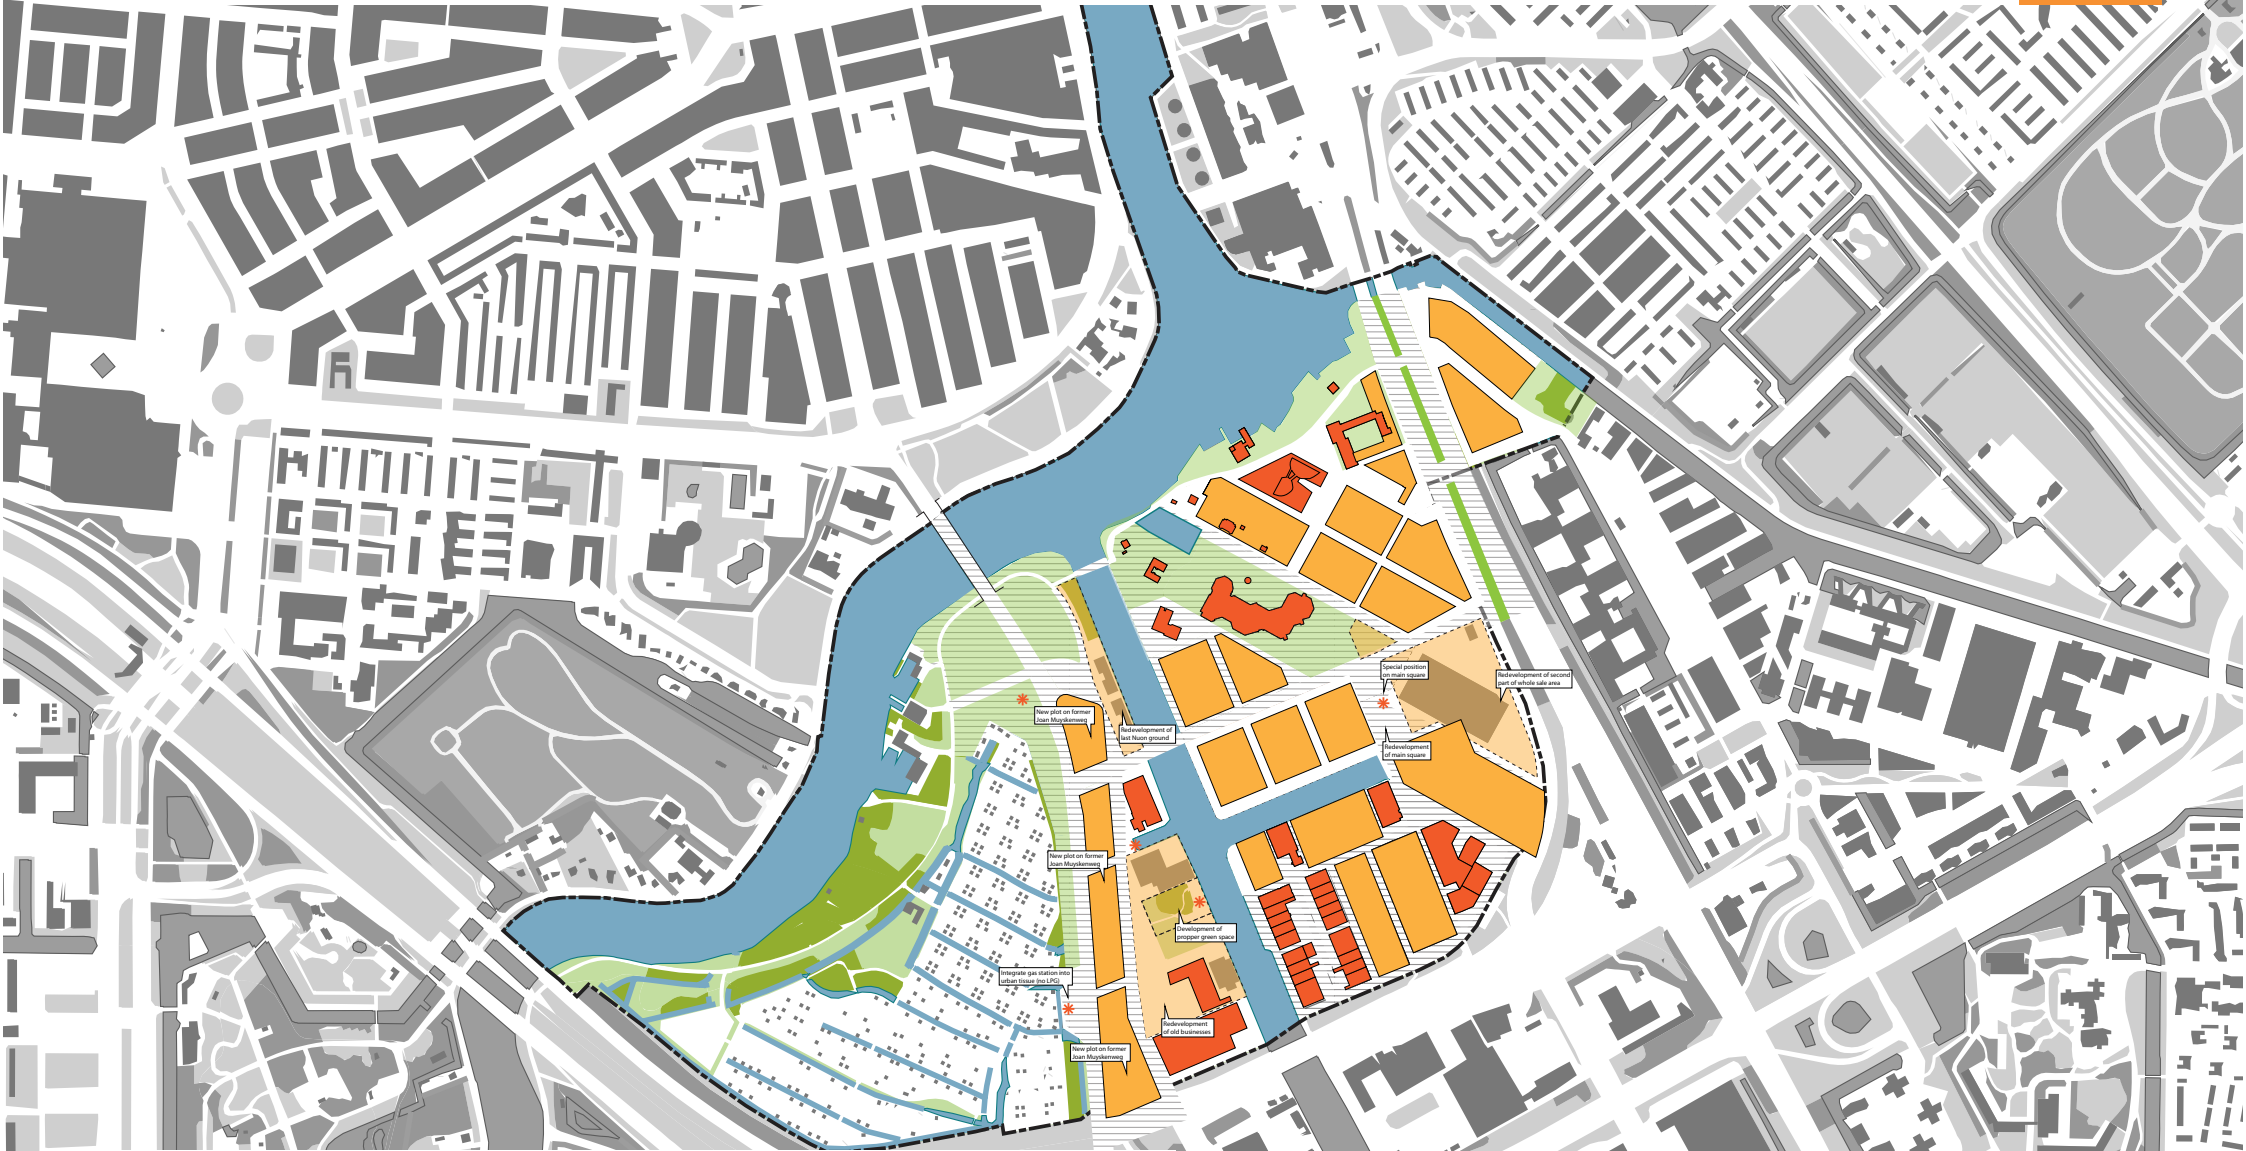 Special position
on main square
Redevelopment of second
part of whole sale area
New plot on former
Joan Muyskenweg
Redevelopment of
last Nuon ground
Redevelopment
of main square
New plot on former
Joan Muyskenweg
Development of
propper green space
Integrate gas station into
urban tissue (no LPG)
Redevelopment
of old businesses
New plot on former
Joan Muyskenweg